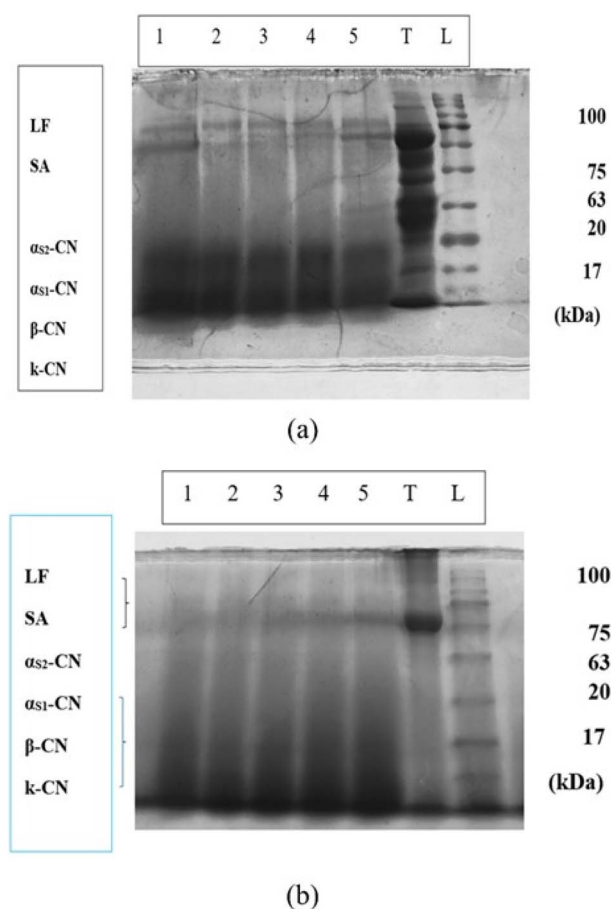 1 2 3 4 5 T L
LF
SA
αS2-CN
αS1-CN
β-CN
k-CN
100
75
63
20
17
(kDa)
(a)
1 2 3 4 5 T L
LF
SA
αS2-CN
αS1-CN
β-CN
k-CN
100
75
63
20
17
(kDa)
(b)